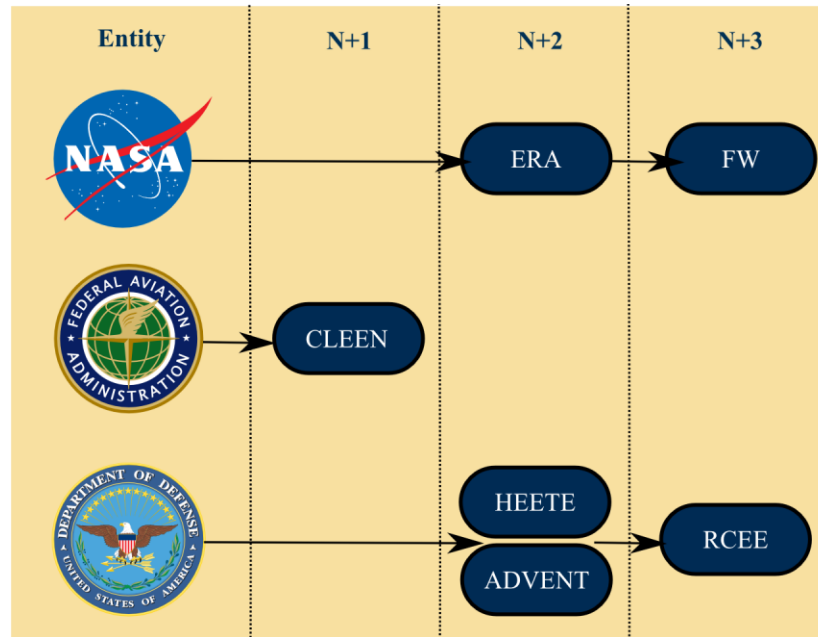 Entity N+1 N+2 N+3
NASA ERA FW
FEDERAL AVIATION
ADMINISTRATION
CLEEN
DEPARTMENT OF DEFENSE
UNITED STATES OF AMERICA
HEETE
ADVENT
RCEE